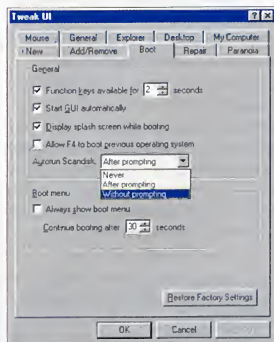 Tweak UI
Mouse General Explorer Desktop My Computer
New Add/Remove Boot Repair Paranoia
General
Function keys available for 2 seconds
Start GUI automatically
Display splash screen while booting
Allow F4 to boot previous operating system
Autorun Scandisk: After prompting
Never
After prompting
Without prompting
Boot menu
Always show boot menu
Continue booting after 30 seconds
Restore Factory Settings
OK Cancel